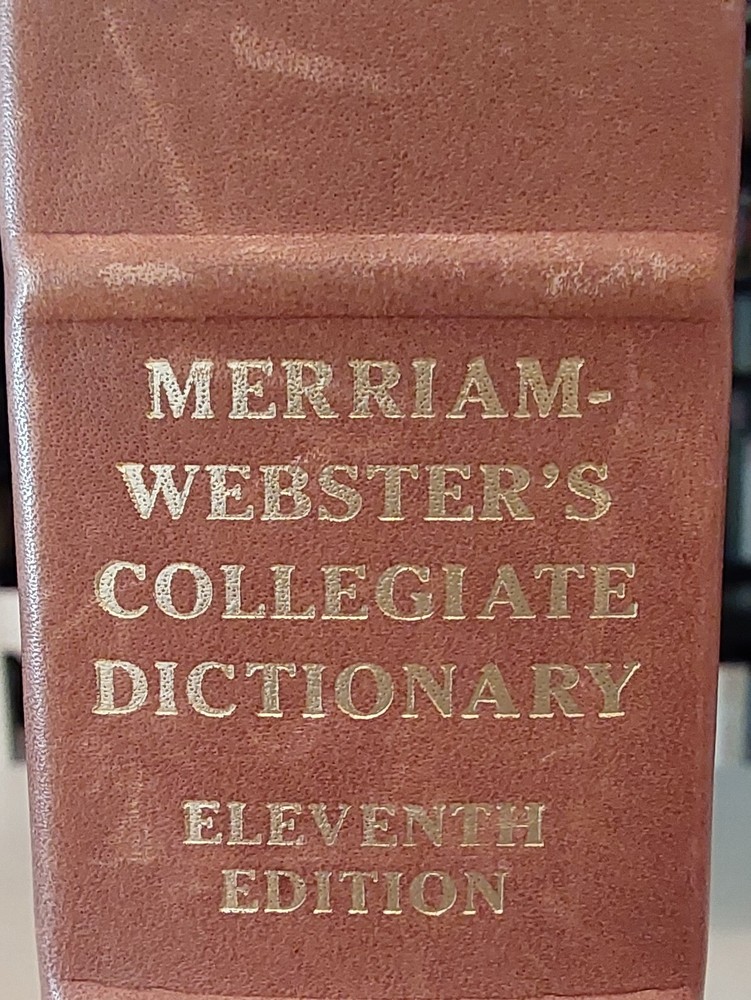 MERRIAM-
WEBSTER'S
COLLEGIATE
DICTIONARY
ELEVENTH
EDITION